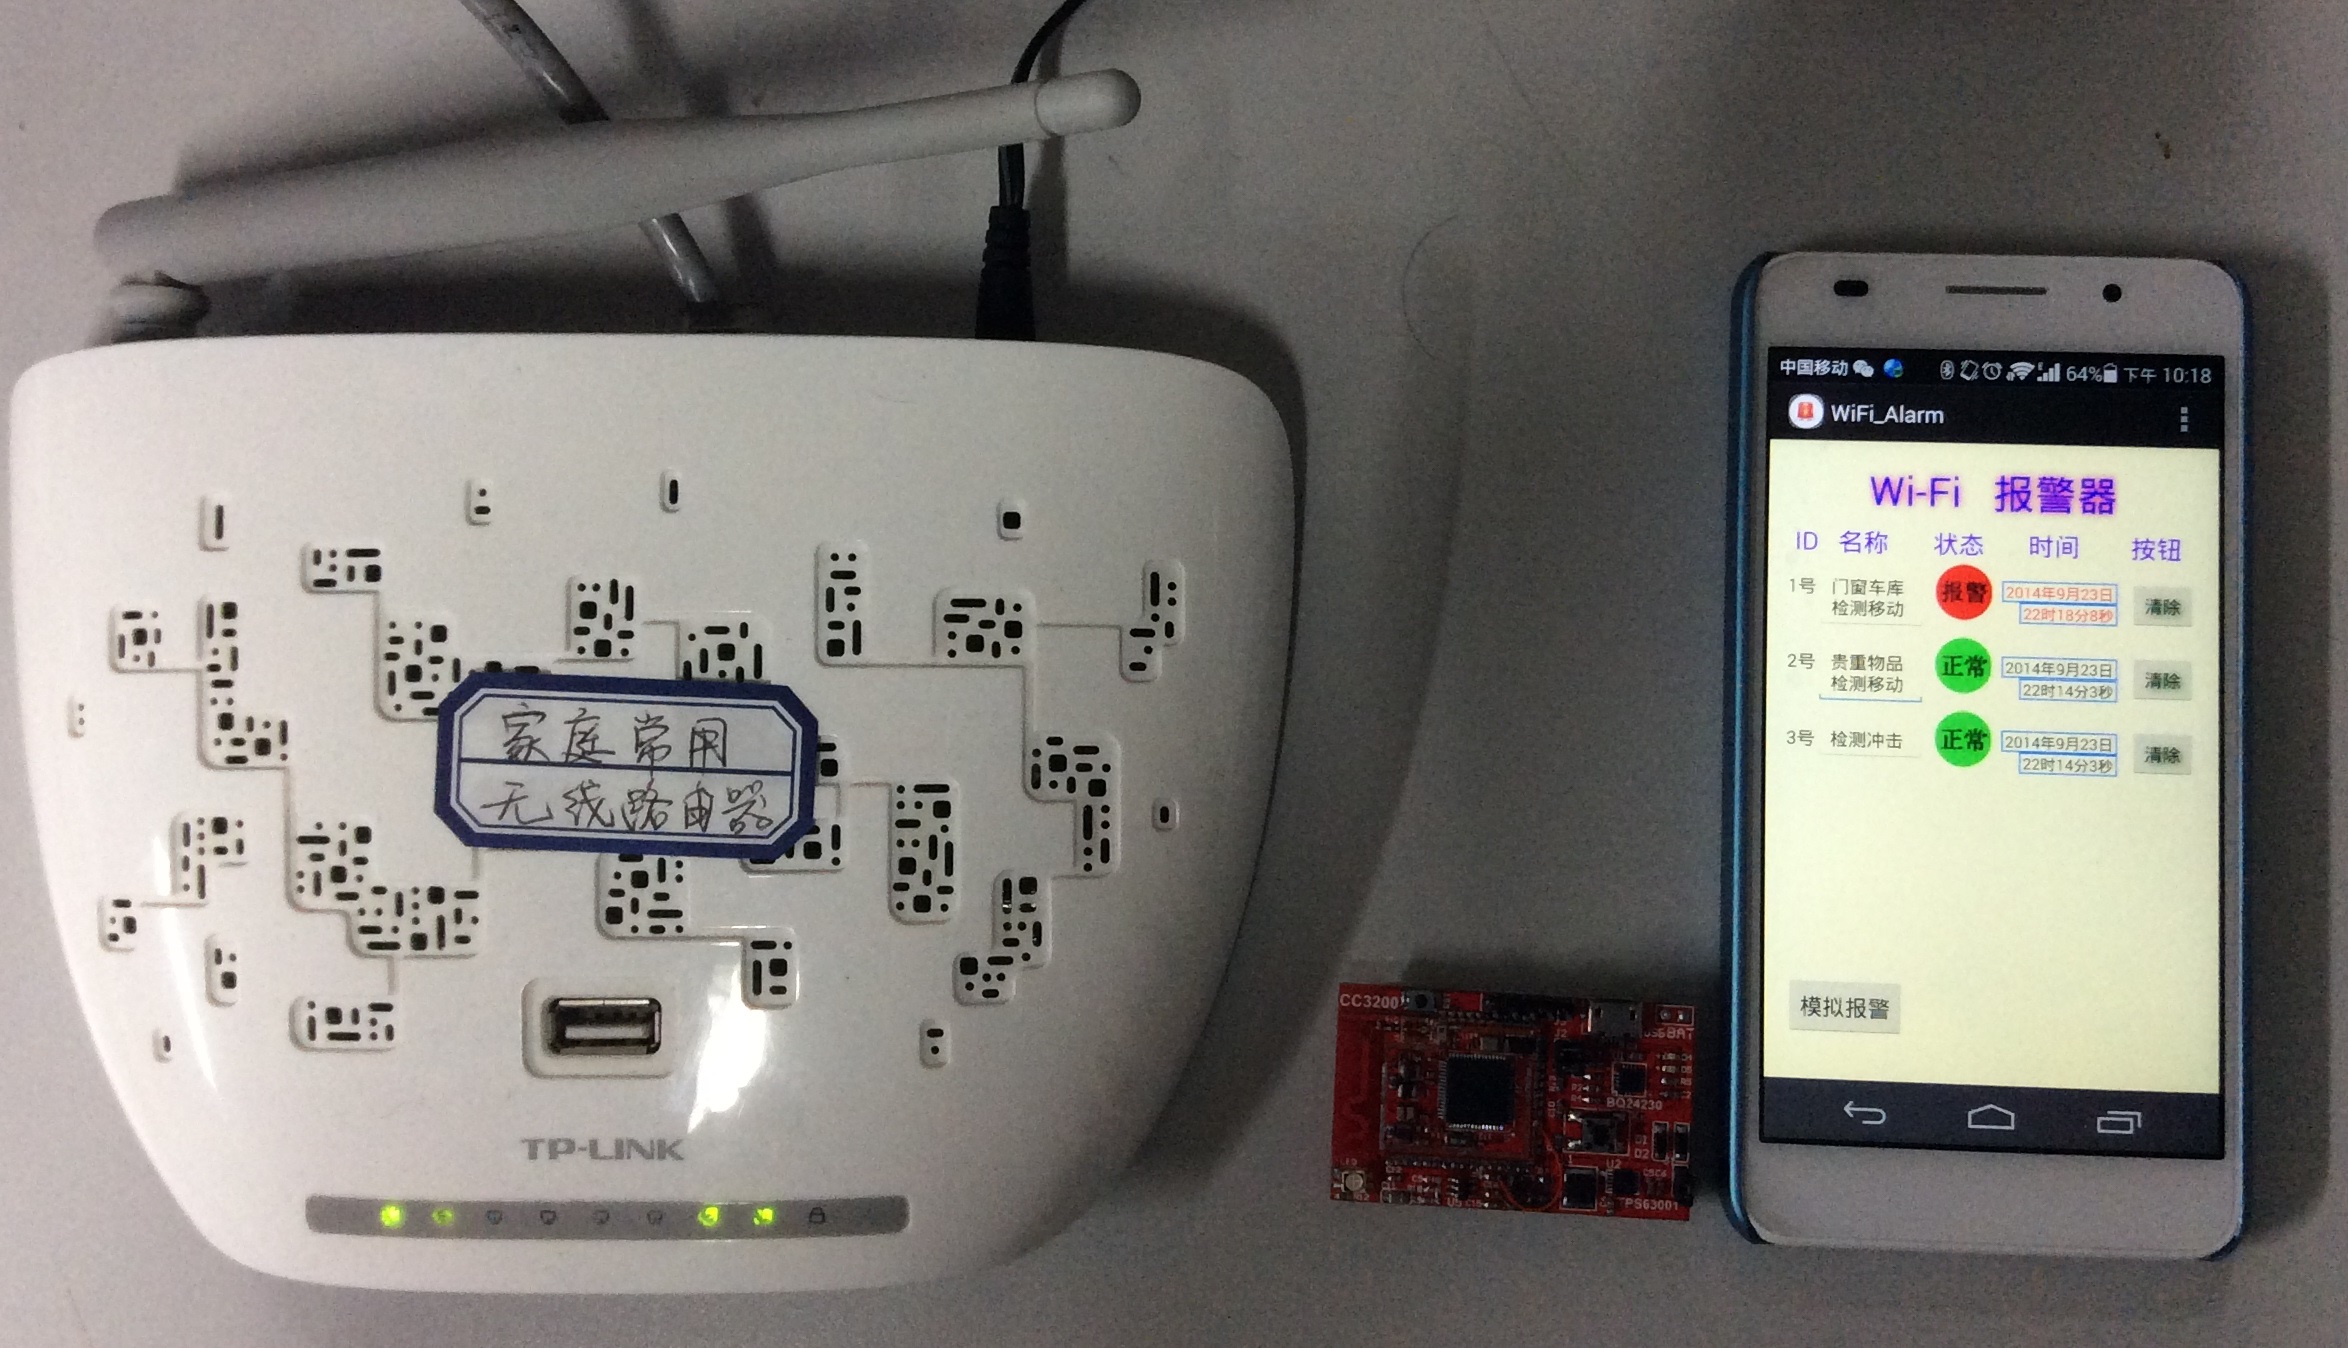 家庭常用
无线路由器
TP-LINK
CC3200
BQ24230
TPS63001
U2
D1
D2
J2
中国移动 64% 下午 10:18
WiFi_Alarm
Wi-Fi 报警器
ID 名称 状态 时间 按钮
1号 门窗车库 报警 2014年9月23日 清除
检测移动 22时18分8秒
2号 贵重物品 正常 2014年9月23日 清除
检测移动 22时14分3秒
3号 检测冲击 正常 2014年9月23日 清除
22时14分3秒
模拟报警